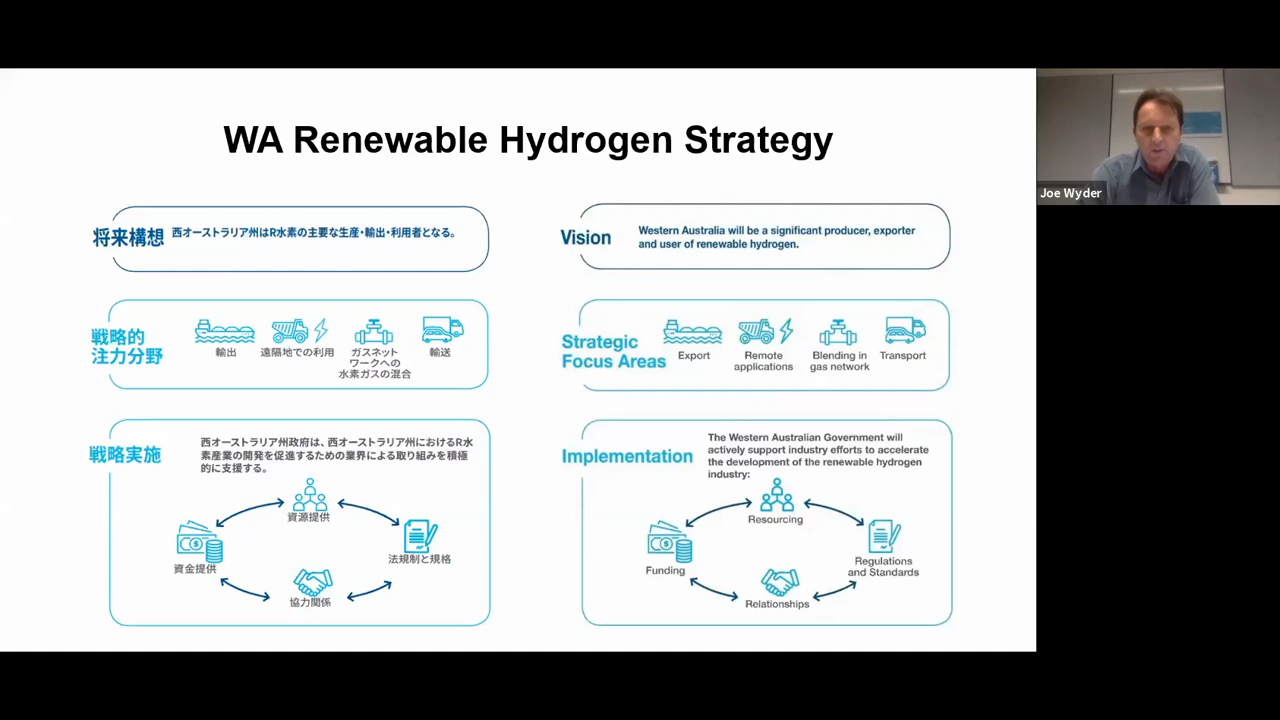 WA Renewable Hydrogen Strategy
将来構想
西オーストラリア州はR水素の主要な生産・輸出・利用者となる。
戦略的
注力分野
輸出
遠隔地での利用
ガスネット
ワークへの
水素ガスの混合
輸送
戦略実施
西オーストラリア州政府は、西オーストラリア州におけるR水
素産業の開発を促進するための業界による取り組みを積極
的に支援する。
資源提供
資金提供
法規制と規格
協力関係
Vision
Western Australia will be a significant producer, exporter
and user of renewable hydrogen.
Strategic
Focus Areas
Export
Remote
applications
Blending in
gas network
Transport
Implementation
The Western Australian Government will
actively support industry efforts to accelerate
the development of the renewable hydrogen
industry:
Resourcing
Funding
Regulations
and Standards
Relationships
Joe Wyder